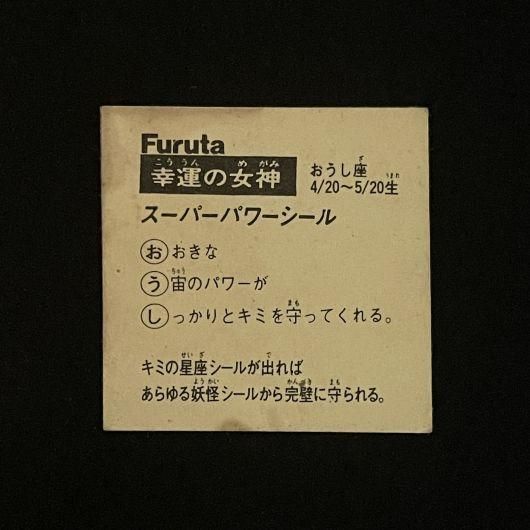 Furuta
幸運の女神
おうし座
4/20〜5/20生
スーパーパワーシール
おおきな
う宙のパワーが
しっかりとキミを守ってくれる。
キミの星座シールが出れば
あらゆる妖怪シールから完璧に守られる。